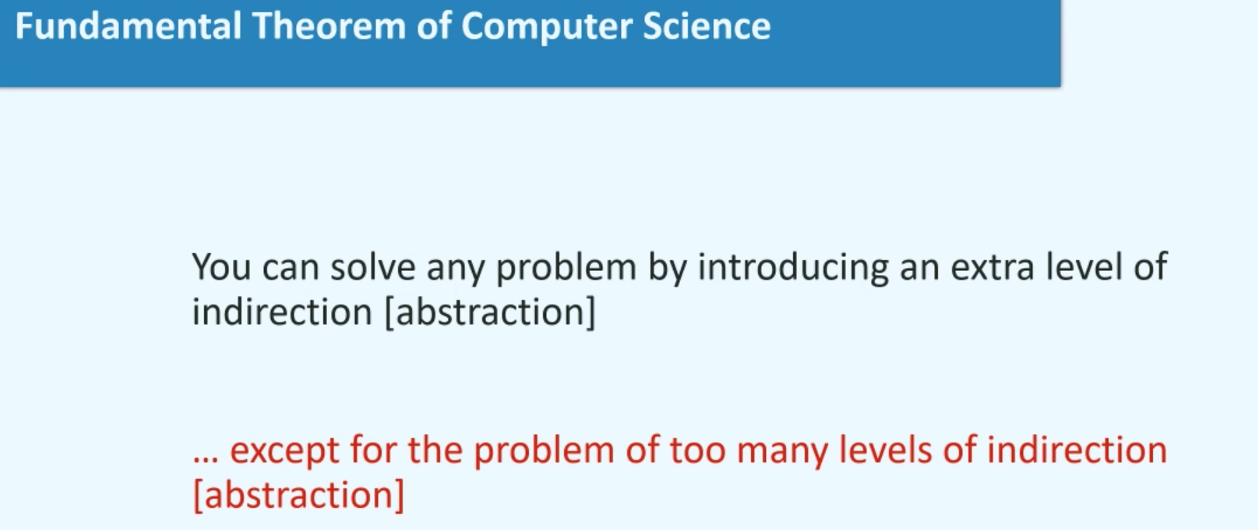 Fundamental Theorem of Computer Science
You can solve any problem by introducing an extra level of
indirection [abstraction]
... except for the problem of too many levels of indirection
[abstraction]